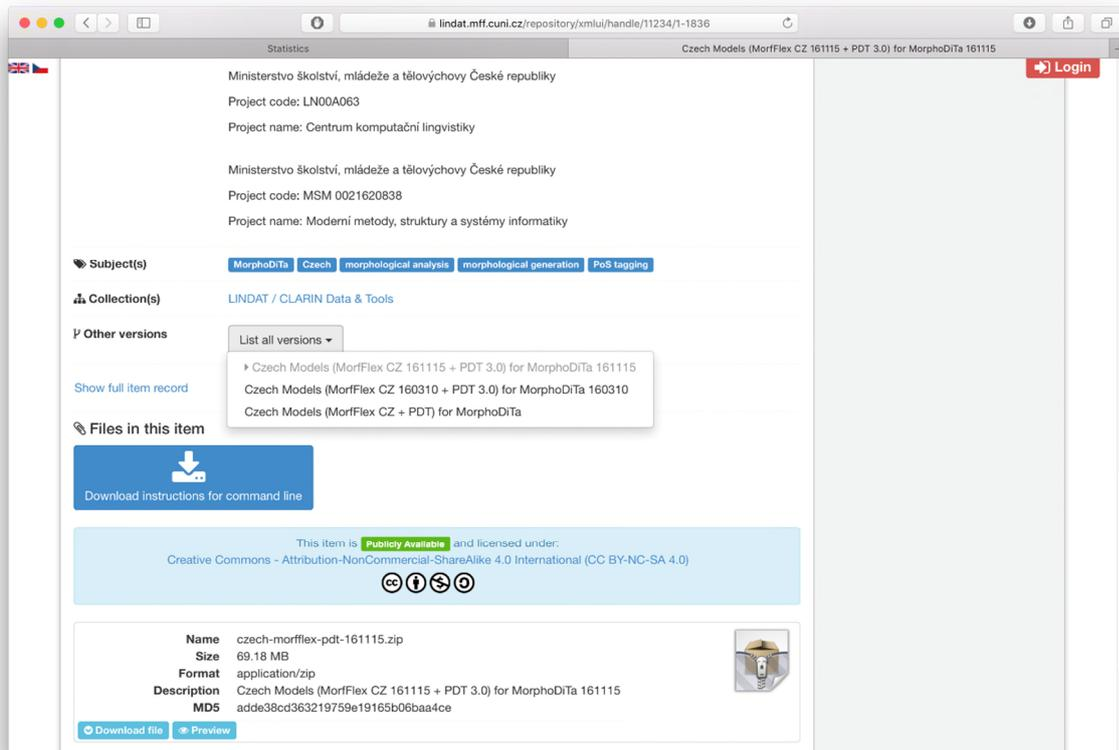 lindat.mff.cuni.cz/repository/xmlui/handle/11234/1-1836
Statistics
Czech Models (MorfFlex CZ 161115 + PDT 3.0) for MorphoDiTa 161115
Login
Ministerstvo školství, mládeže a tělovýchovy České republiky
Project code: LN00A063
Project name: Centrum komputační lingvistiky
Ministerstvo školství, mládeže a tělovýchovy České republiky
Project code: MSM 0021620838
Project name: Moderní metody, struktury a systémy informatiky
Subject(s) MorphoDiTa Czech morphological analysis morphological generation PoS tagging
Collection(s) LINDAT / CLARIN Data & Tools
Other versions List all versions
Czech Models (MorfFlex CZ 161115 + PDT 3.0) for MorphoDiTa 161115
Show full item record
Czech Models (MorfFlex CZ 160310 + PDT 3.0) for MorphoDiTa 160310
Czech Models (MorfFlex CZ + PDT) for MorphoDiTa
Files in this item
Download instructions for command line
This item is Publicly Available and licensed under:
Creative Commons - Attribution-NonCommercial-ShareAlike 4.0 International (CC BY-NC-SA 4.0)
cc
Name czech-morfflex-pdt-161115.zip
Size 69.18 MB
Format application/zip
Description Czech Models (MorfFlex CZ 161115 + PDT 3.0) for MorphoDiTa 161115
MD5 adde38cd363219759e19165b06baa4ce
Download file Preview